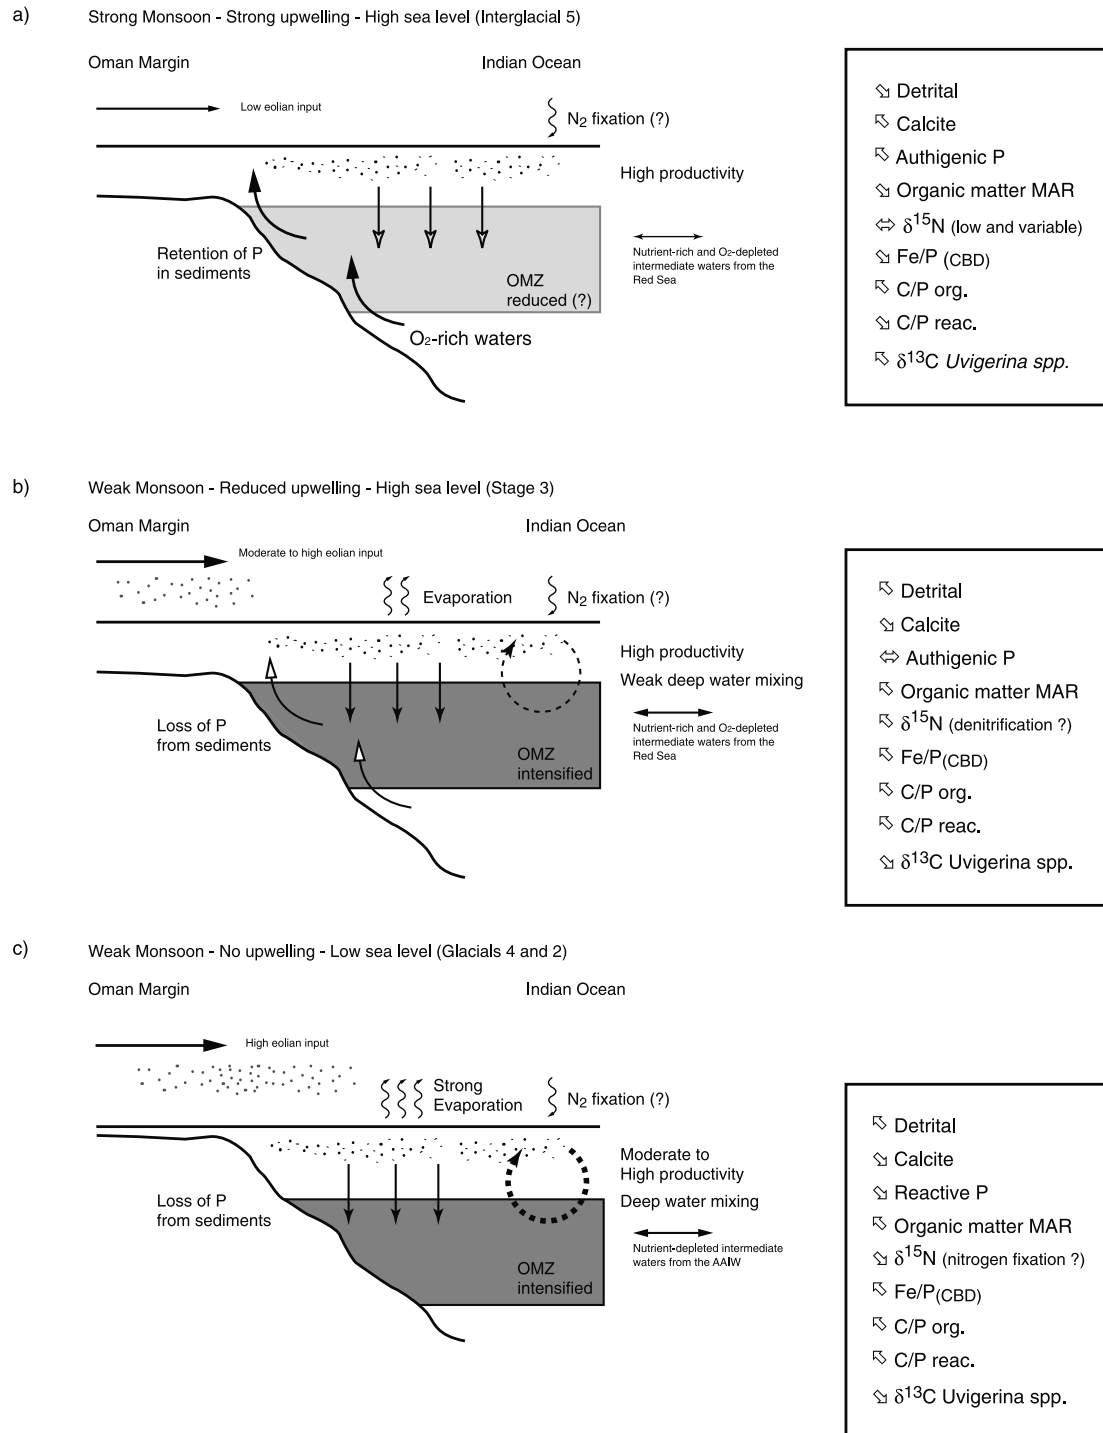 a)
Strong Monsoon - Strong upwelling - High sea level (Interglacial 5)
Oman Margin
Indian Ocean
Low eolian input
N2 fixation (?)
High productivity
Retention of P
in sediments
OMZ
reduced (?)
O2-rich waters
Nutrient-rich and O2-depleted
intermediate waters from the
Red Sea
Detrital
Calcite
Authigenic P
Organic matter MAR
δ15N (low and variable)
Fe/P (CBD)
C/P org.
C/P reac.
δ13C Uvigerina spp.
b)
Weak Monsoon - Reduced upwelling - High sea level (Stage 3)
Oman Margin
Indian Ocean
Moderate to high eolian input
Evaporation
N2 fixation (?)
High productivity
Weak deep water mixing
Loss of P
from sediments
OMZ
intensified
Nutrient-rich and O2-depleted
intermediate waters from the
Red Sea
Detrital
Calcite
Authigenic P
Organic matter MAR
δ15N (denitrification ?)
Fe/P(CBD)
C/P org.
C/P reac.
δ13C Uvigerina spp.
c)
Weak Monsoon - No upwelling - Low sea level (Glacials 4 and 2)
Oman Margin
Indian Ocean
High eolian input
Strong
Evaporation
N2 fixation (?)
Moderate to
High productivity
Deep water mixing
Loss of P
from sediments
OMZ
intensified
Nutrient-depleted intermediate
waters from the AAIW
Detrital
Calcite
Reactive P
Organic matter MAR
δ15N (nitrogen fixation ?)
Fe/P(CBD)
C/P org.
C/P reac.
δ13C Uvigerina spp.